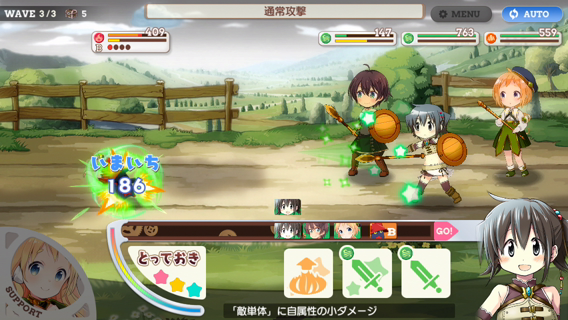 WAVE 3/3 5
通常攻撃
MENU
AUTO
409
147
763
559
いまいち
186
B
GO!
とっておき
SUPPORT
「敵単体」に自属性の小ダメージ